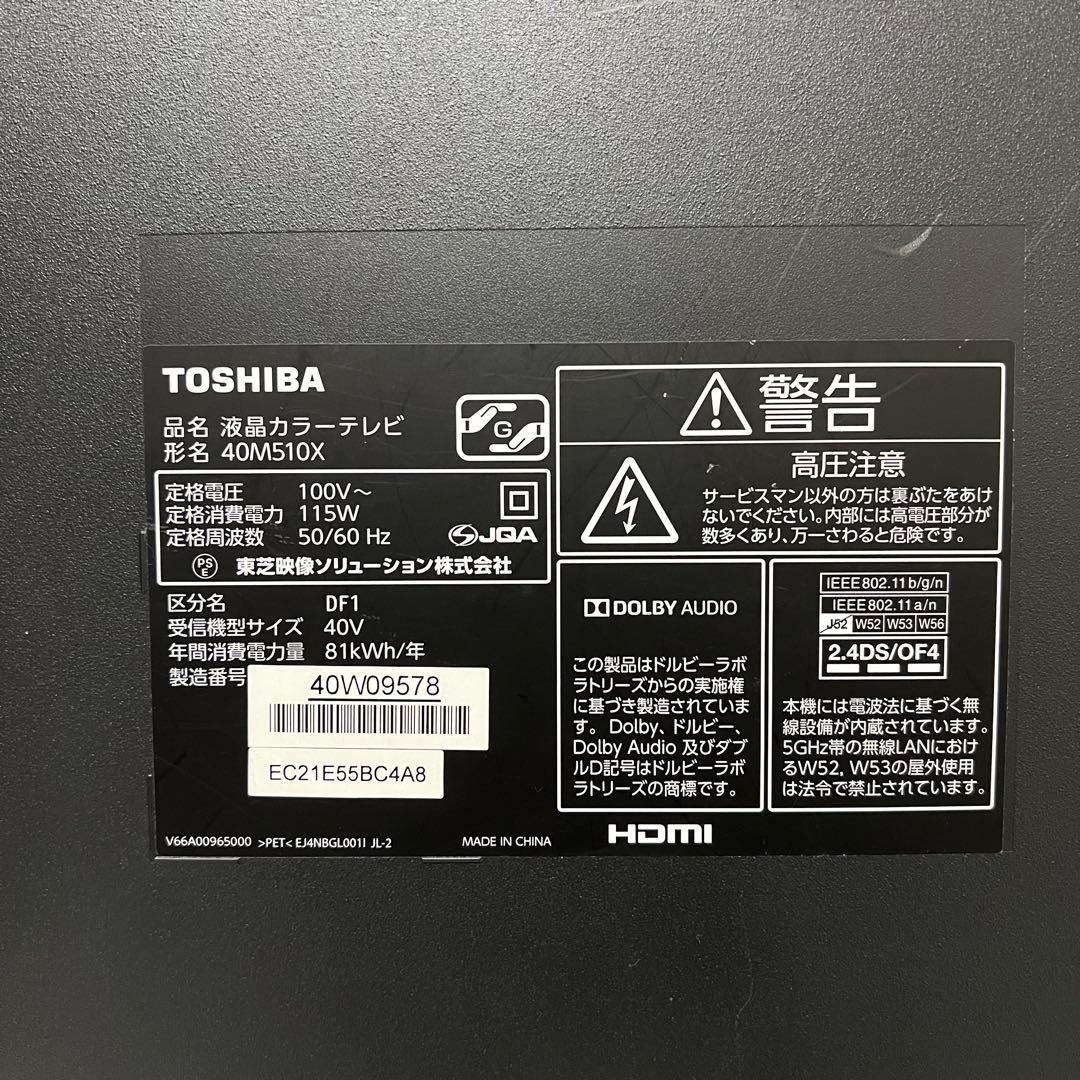 TOSHIBA
品名 液晶カラーテレビ
形名 40M510X
G
定格電圧 100V~
定格消費電力 115W
定格周波数 50/60 Hz
JQA
PS
E
東芝映像ソリューション株式会社
区分名 DF1
受信機型サイズ 40V
年間消費電力量 81kWh/年
製造番号
40W09578
EC21E55BC4A8
V66A00965000 >PET< EJ4NBGL001I JL-2
MADE IN CHINA
警告
高圧注意
サービスマン以外の方は裏ぶたをあけ
ないでください。内部には高電圧部分が
数多くあり、万一さわると危険です。
DOLBY AUDIO
この製品はドルビーラボ
ラトリーズからの実施権
に基づき製造されていま
す。Dolby、ドルビー、
Dolby Audio 及びダブ
ルD記号はドルビーラボ
ラトリーズの商標です。
IEEE802.11b/g/n
IEEE802.11a/n
J52 W52 W53 W56
2.4DS/OF4
本機には電波法に基づく無
線設備が内蔵されています。
5GHz帯の無線LANにおけ
るW52, W53の屋外使用
は法令で禁止されています。
HDMI